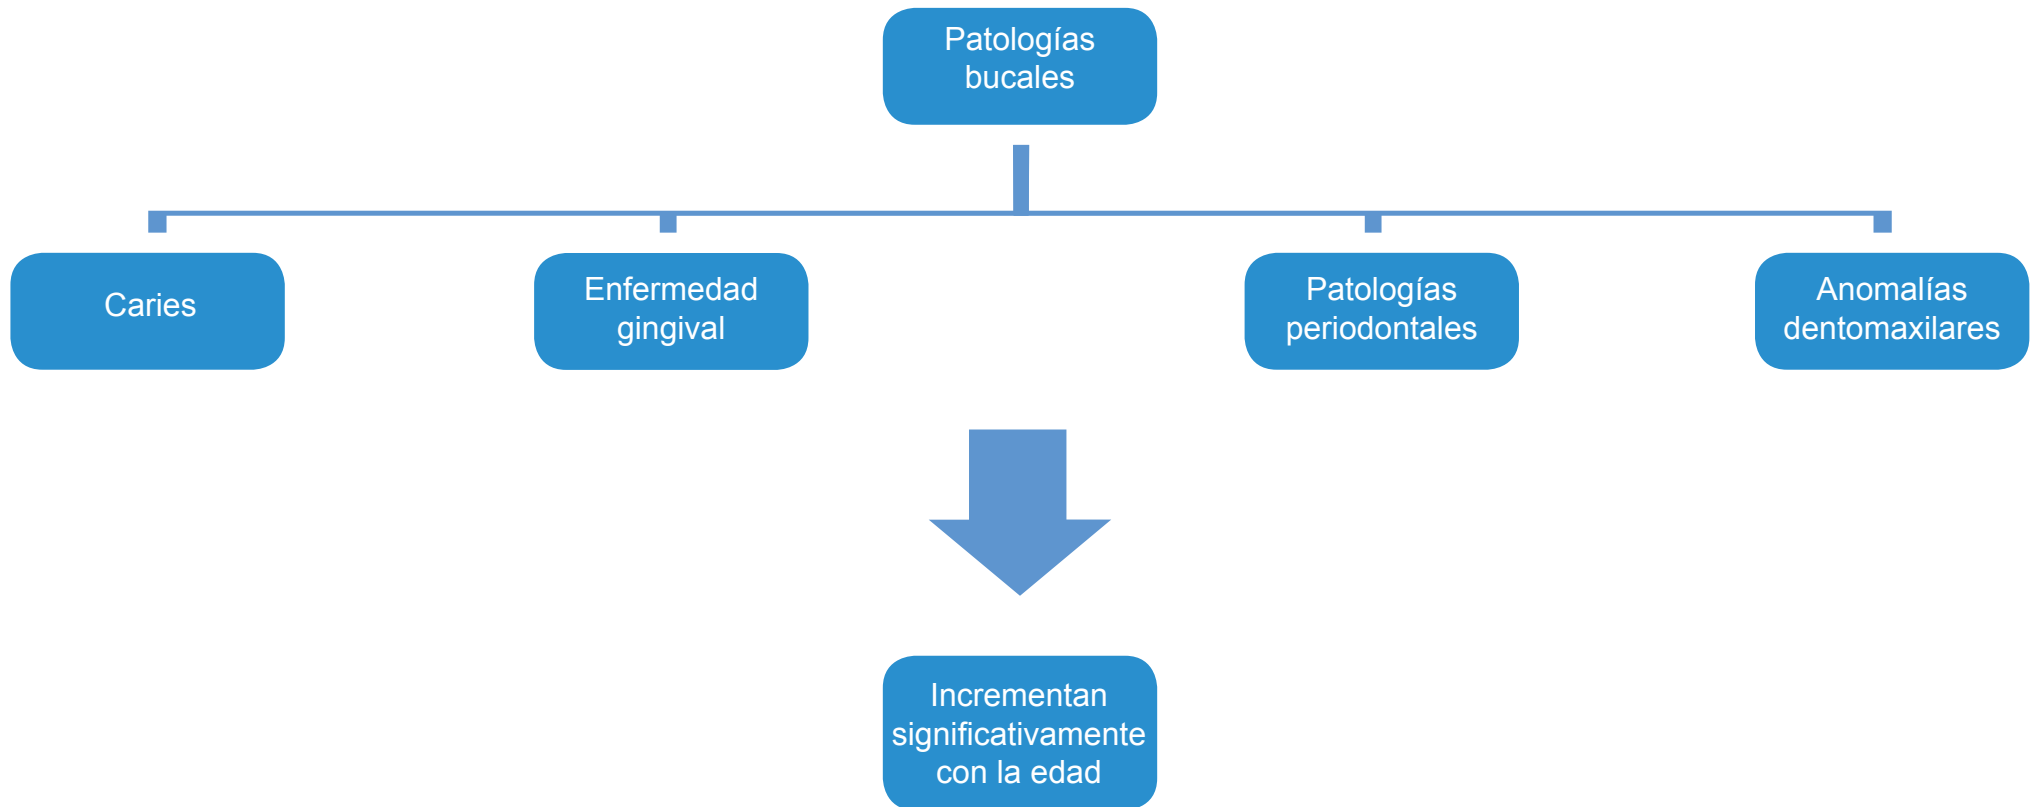 Patologías
bucales
Caries
Enfermedad
gingival
Patologías
periodontales
Anomalías
dentomaxilares
Incrementan
significativamente
con la edad